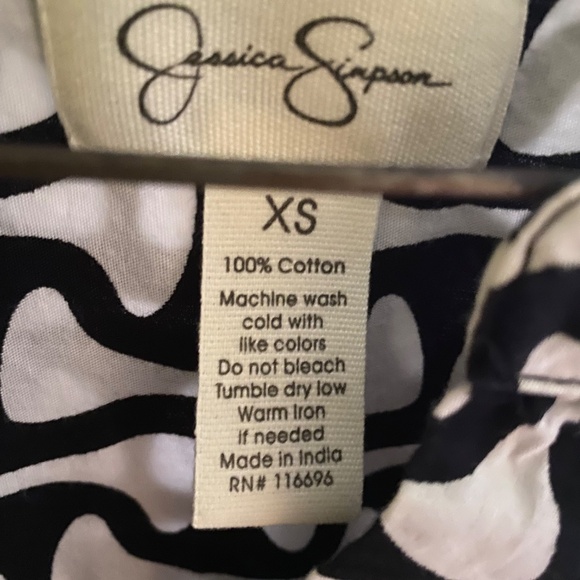 Jessica Simpson
XS
100% Cotton
Machine wash
cold with
like colors
Do not bleach
Tumble dry low
Warm Iron
if needed
Made in India
RN# 116696